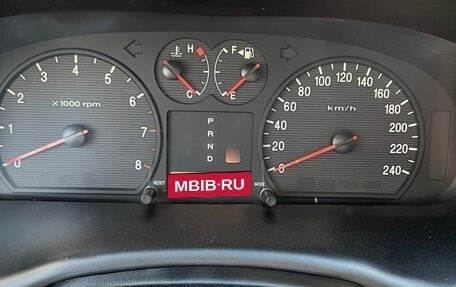 H F
C E
x1000 rpm
0 1 2 3 4 5 6 7 8
P
R
N
D
km/h
0 20 40 60 80 100 120 140 160 180 200 220 240
RESET MBIB·RU MODE